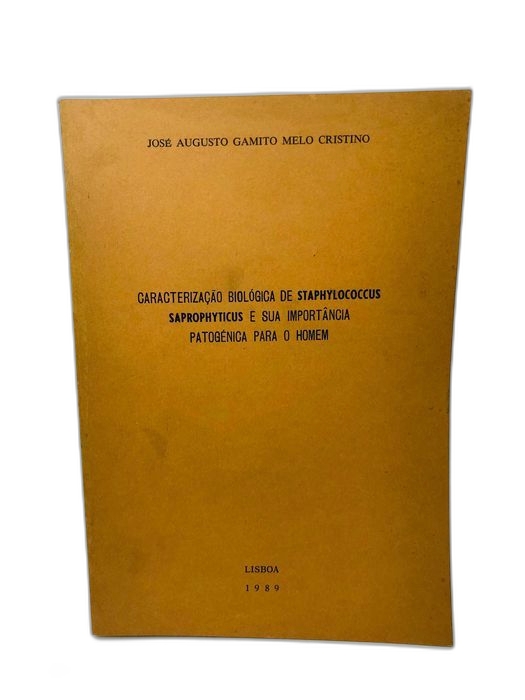 JOSÉ AUGUSTO GAMITO MELO CRISTINO
CARACTERIZAÇÃO BIOLÓGICA DE STAPHYLOCOCCUS
SAPROPHYTICUS E SUA IMPORTÂNCIA
PATOGÉNICA PARA O HOMEM
LISBOA
1989